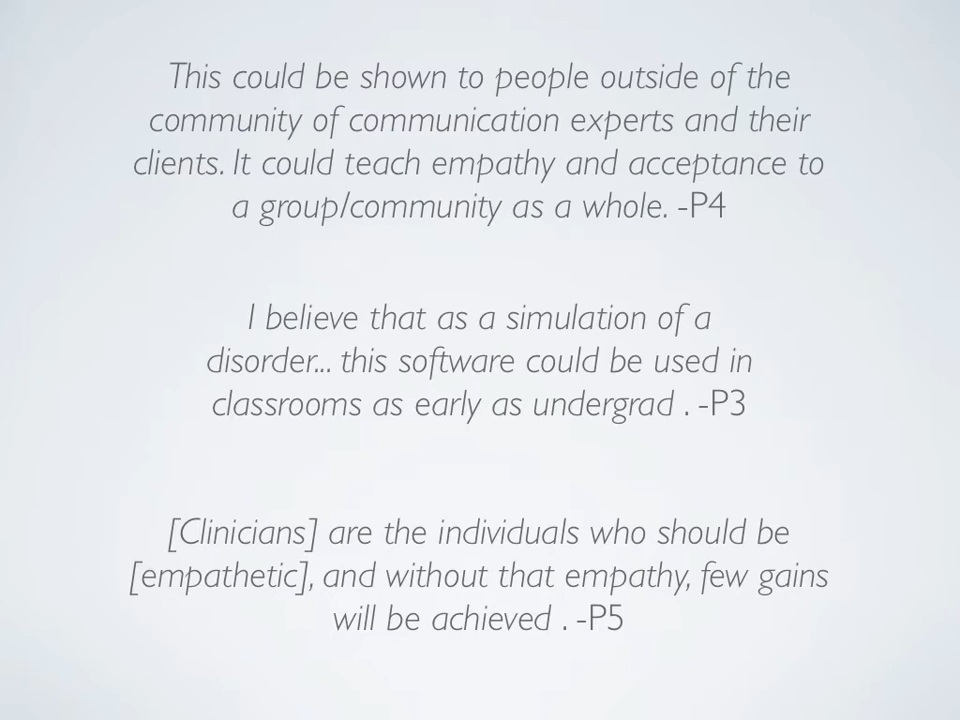 This could be shown to people outside of the
community of communication experts and their
clients. It could teach empathy and acceptance to
a group/community as a whole. -P4
I believe that as a simulation of a
disorder... this software could be used in
classrooms as early as undergrad . -P3
[Clinicians] are the individuals who should be
[empathetic], and without that empathy, few gains
will be achieved . -P5